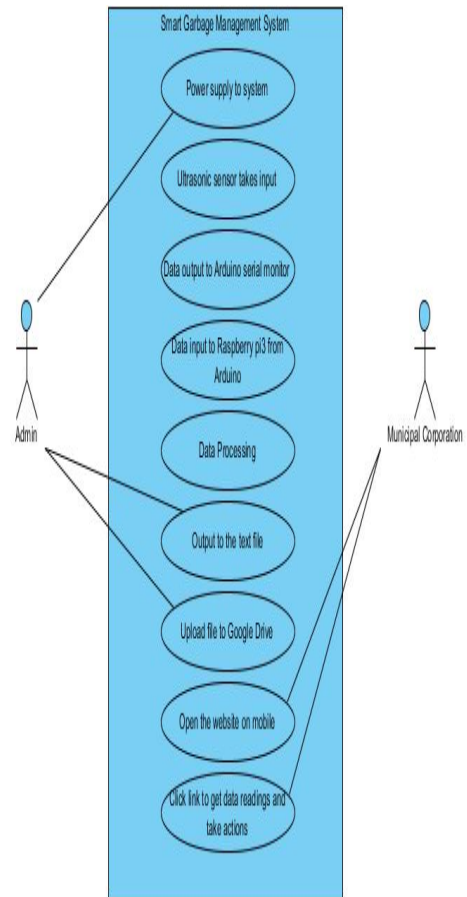 Smart Garbage Management System
Power supply to system
Ultrasonic sensor takes input
Data output to Arduino serial monitor
Data input to Raspberry pi3 from
Arduino
Admin
Municipal Corporation
Data Processing
Output to the text file
Upload file to Google Drive
Open the website on mobile
Click link to get data readings and
take actions